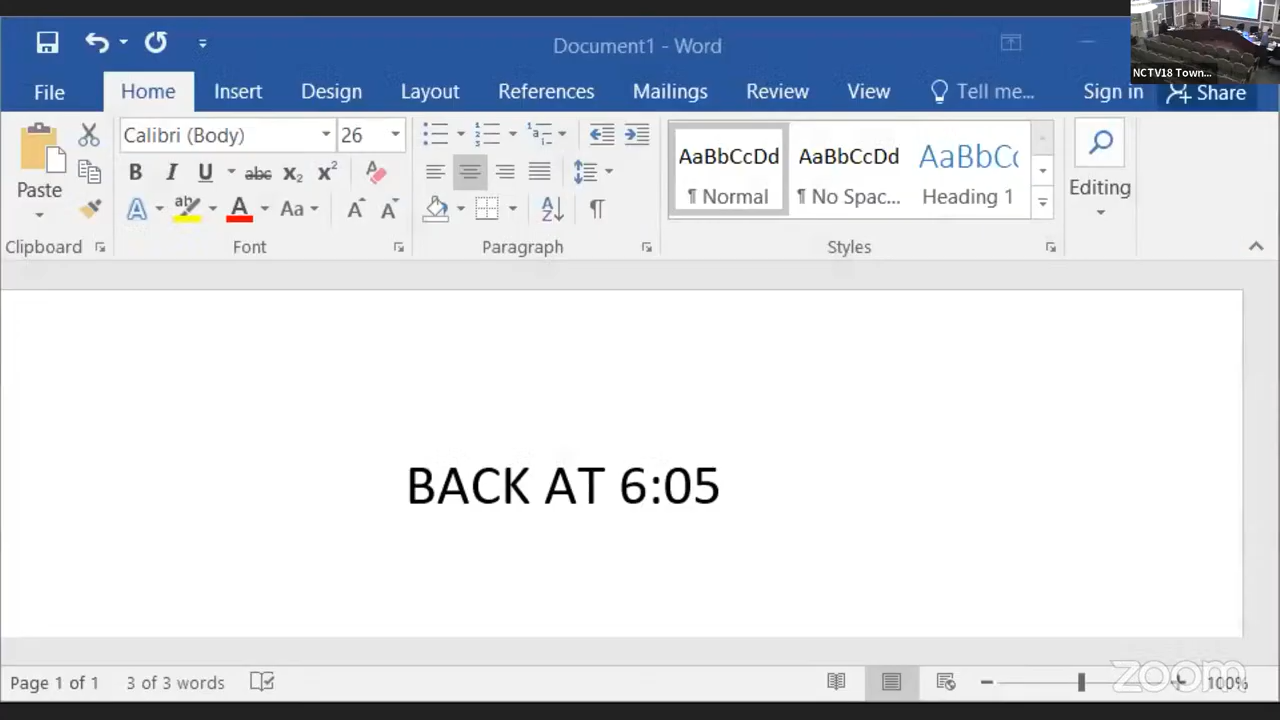 Document1 - Word
NCTV18 Town...
File Home Insert Design Layout References Mailings Review View Tell me... Sign in Share
Calibri (Body) 26
AaBbCcDd AaBbCcDd AaBbCc
Paste
B I U abc X₂ X²
¶ Normal ¶ No Spac... Heading 1
Editing
A ab A Aa A A A Z ¶
Clipboard Font Paragraph Styles
BACK AT 6:05
Page 1 of 1 3 of 3 words
100%
zoom